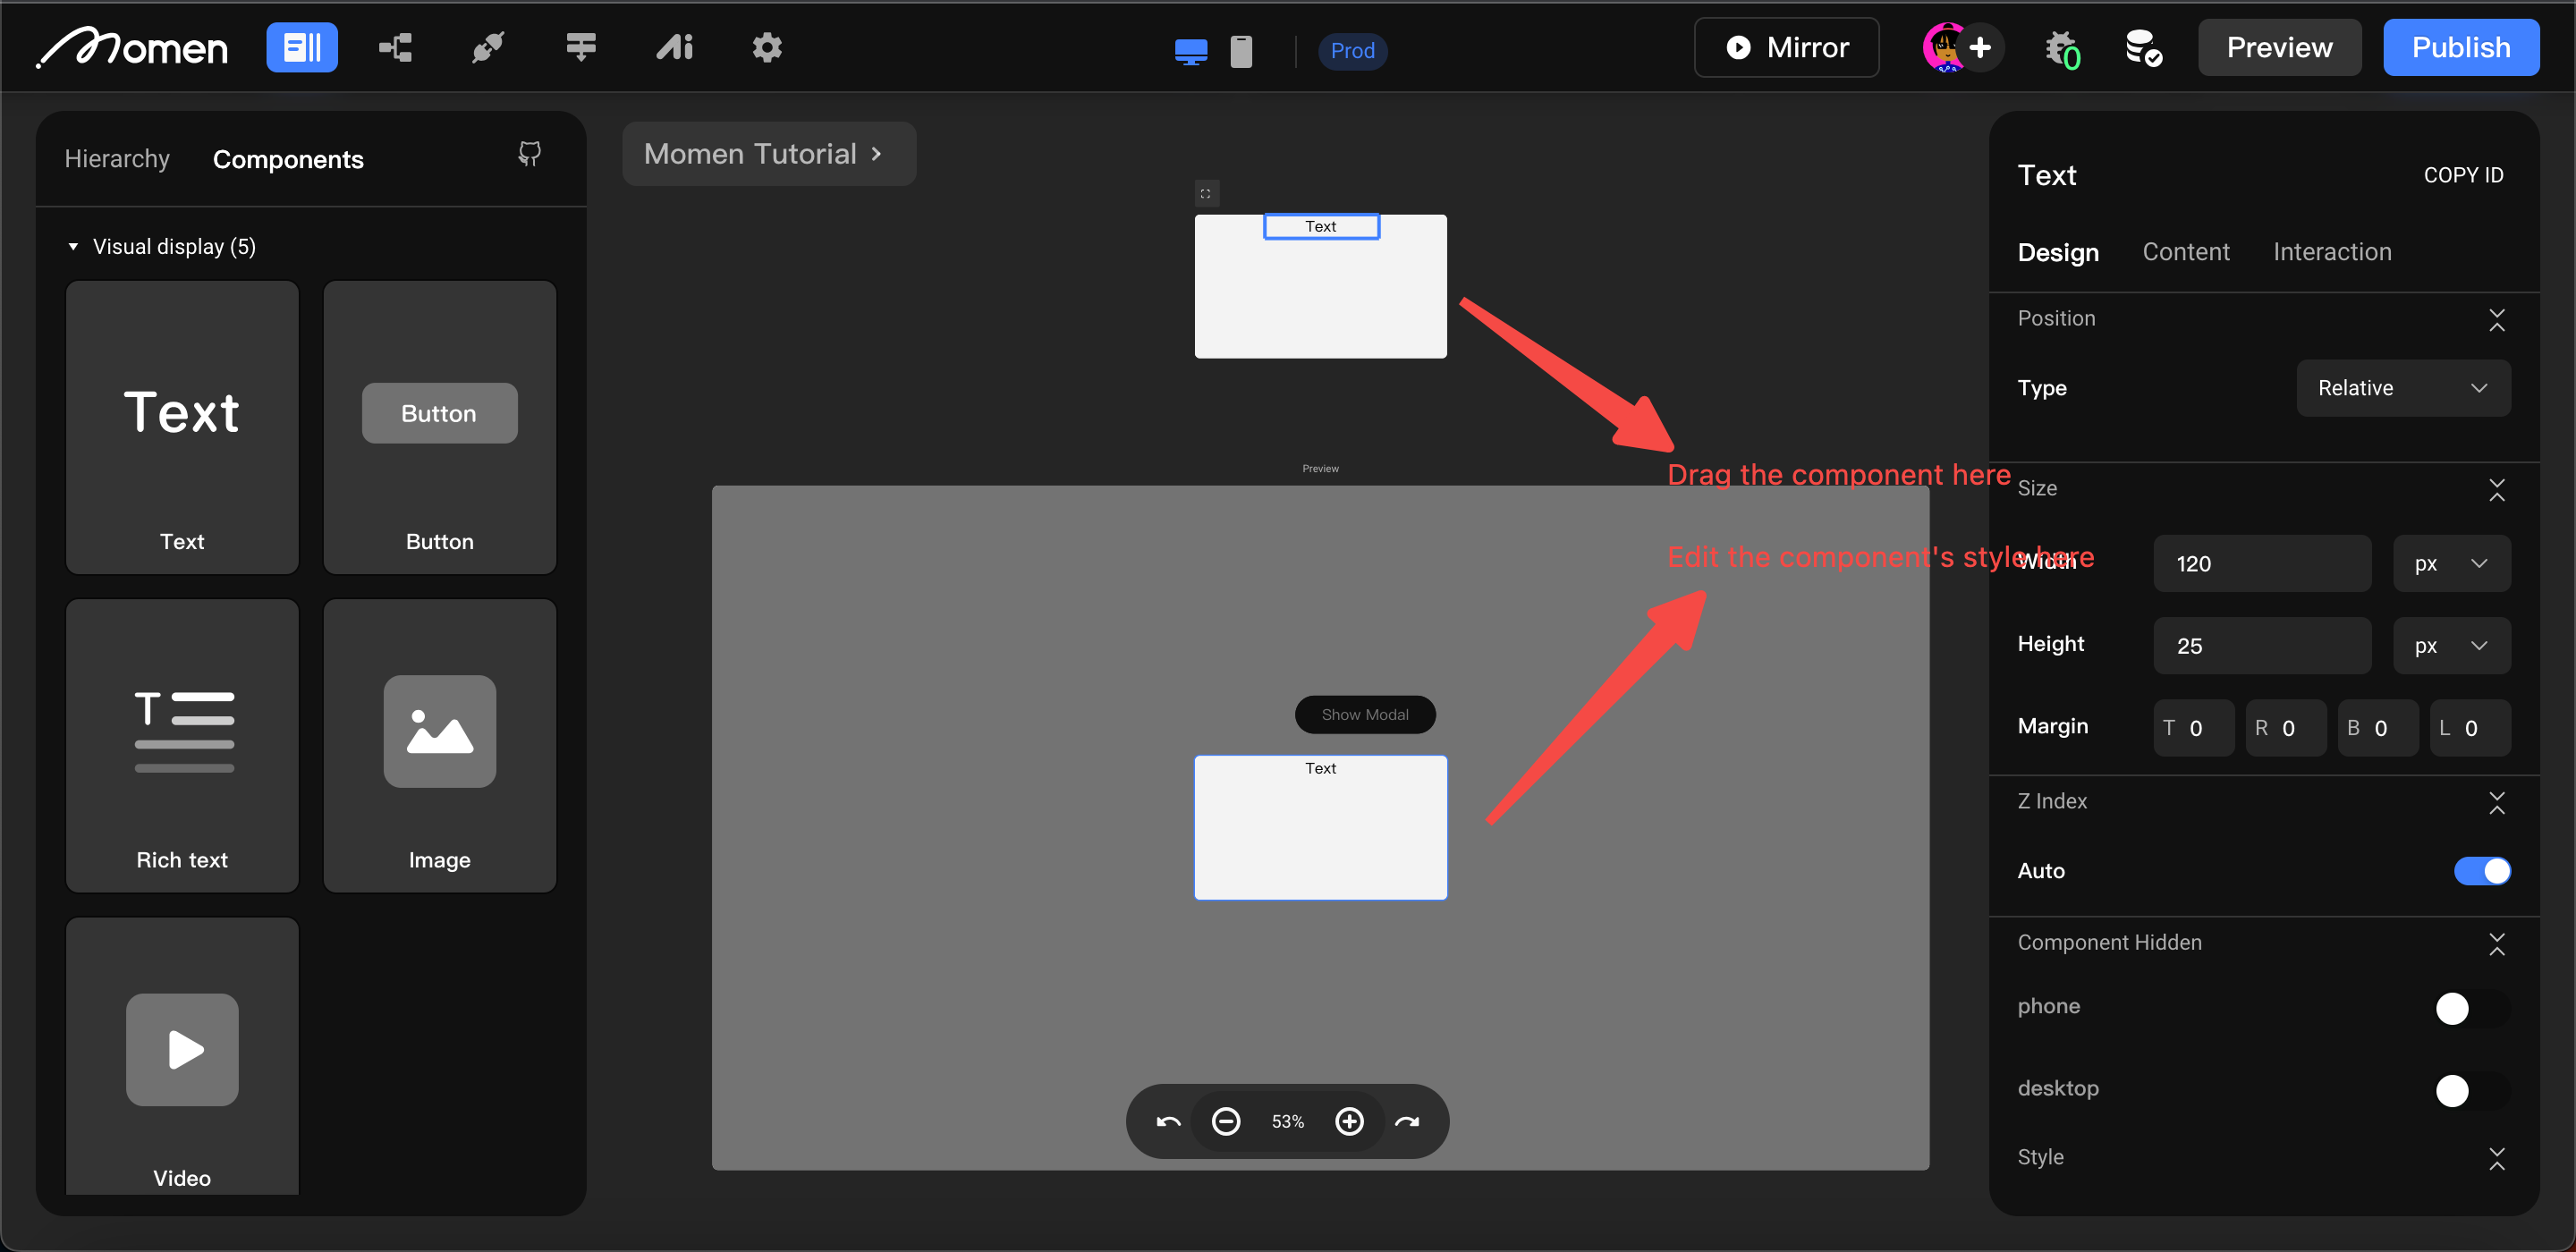 Momen
Ai
Prod
Mirror
0
Preview
Publish
Hierarchy
Components
Momen Tutorial
Visual display (5)
Text
Text
Button
Button
T
Rich text
Image
Video
Text
Preview
Show Modal
Text
53%
Drag the component here
Edit the component's style here
Text
COPY ID
Design
Content
Interaction
Position
Type
Relative
Size
Width
120
px
Height
25
px
Margin
T 0
R 0
B 0
L 0
Z Index
Auto
Component Hidden
phone
desktop
Style